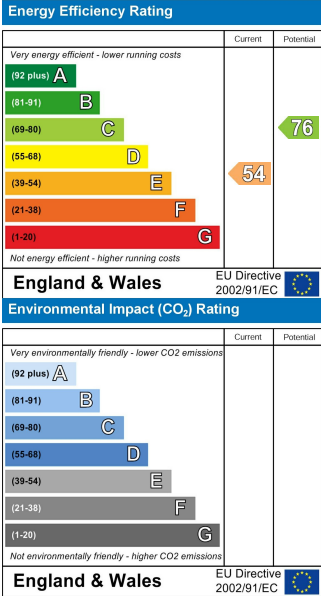 Energy Efficiency Rating
Current Potential
Very energy efficient - lower running costs
(92 plus) A
(81-91) B
(69-80) C
76
(55-68) D
54
(39-54) E
(21-38) F
(1-20) G
Not energy efficient - higher running costs
England & Wales
EU Directive
2002/91/EC
Environmental Impact (CO₂) Rating
Current Potential
Very environmentally friendly - lower CO2 emissions
(92 plus) A
(81-91) B
(69-80) C
(55-68) D
(39-54) E
(21-38) F
(1-20) G
Not environmentally friendly - higher CO2 emissions
England & Wales
EU Directive
2002/91/EC